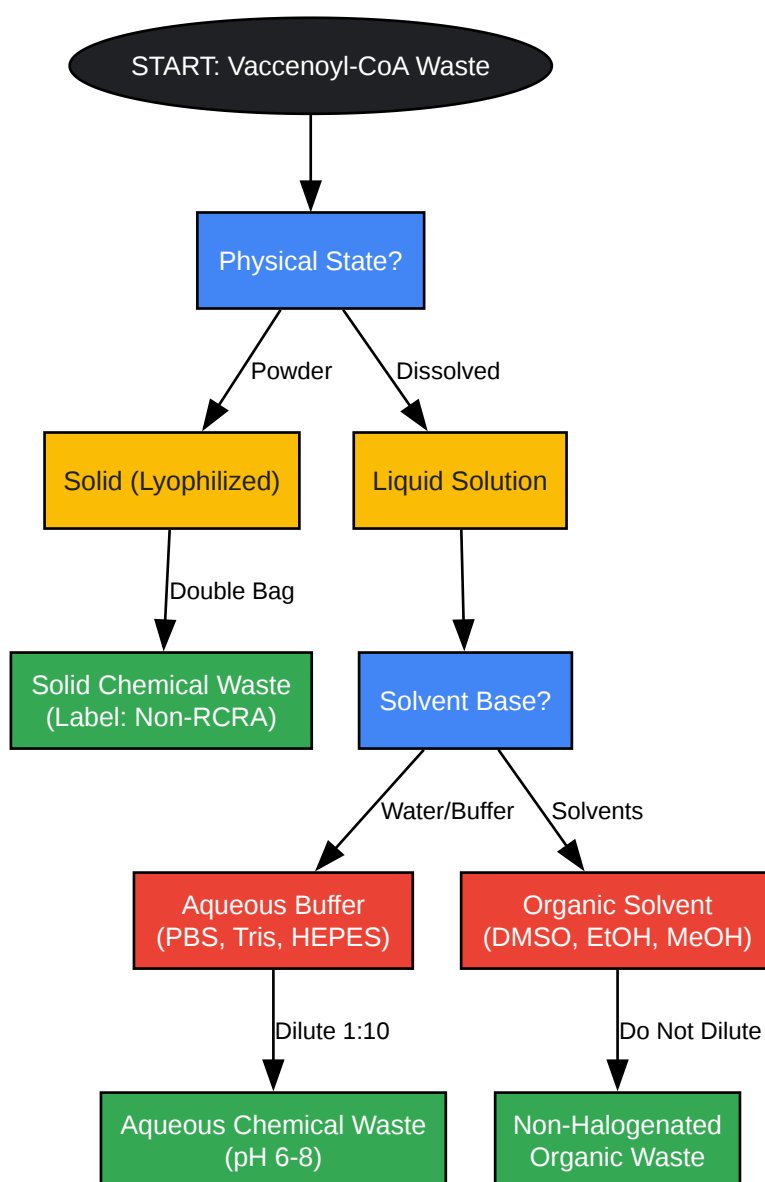 START: Vaccenoyl-CoA Waste
Physical State?
Powder
Dissolved
Solid (Lyophilized)
Liquid Solution
Double Bag
Solid Chemical Waste
(Label: Non-RCRA)
Solvent Base?
Water/Buffer
Solvents
Aqueous Buffer
(PBS, Tris, HEPES)
Organic Solvent
(DMSO, EtOH, MeOH)
Dilute 1:10
Do Not Dilute
Aqueous Chemical Waste
(pH 6-8)
Non-Halogenated
Organic Waste